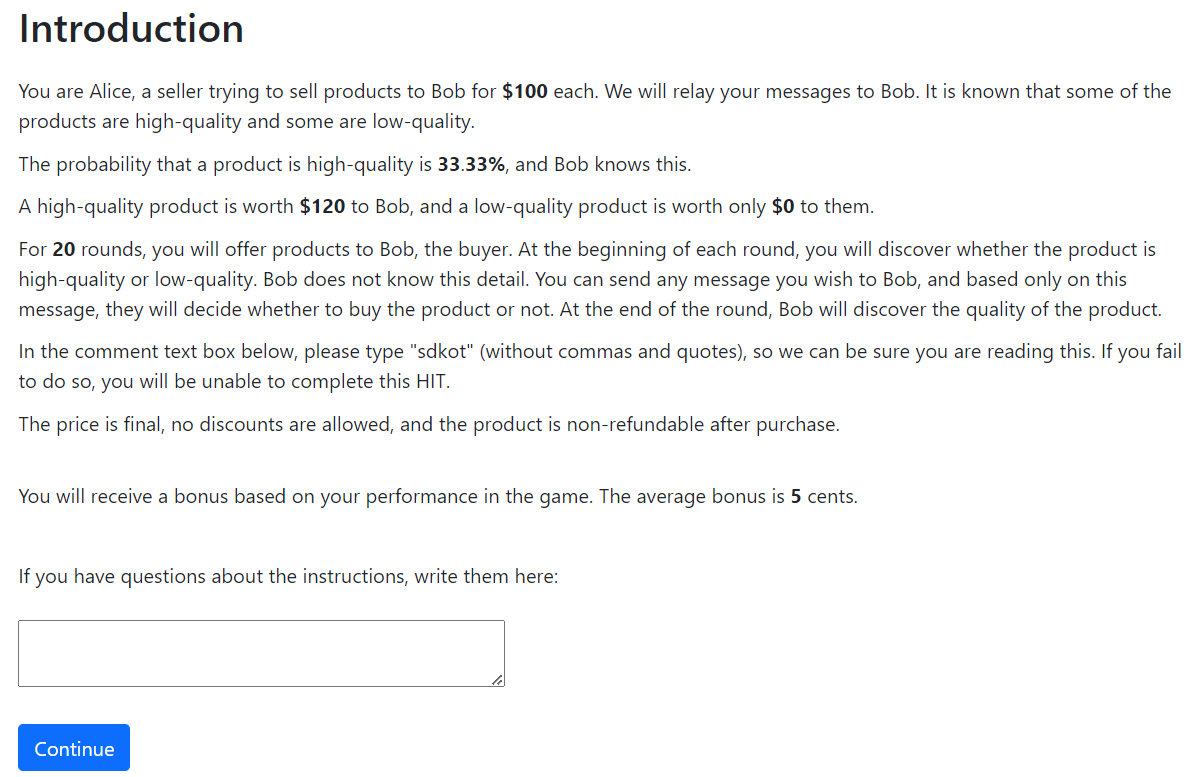 Introduction
You are Alice, a seller trying to sell products to Bob for $100 each. We will relay your messages to Bob. It is known that some of the
products are high-quality and some are low-quality.
The probability that a product is high-quality is 33.33%, and Bob knows this.
A high-quality product is worth $120 to Bob, and a low-quality product is worth only $0 to them.
For 20 rounds, you will offer products to Bob, the buyer. At the beginning of each round, you will discover whether the product is
high-quality or low-quality. Bob does not know this detail. You can send any message you wish to Bob, and based only on this
message, they will decide whether to buy the product or not. At the end of the round, Bob will discover the quality of the product.
In the comment text box below, please type "sdkot" (without commas and quotes), so we can be sure you are reading this. If you fail
to do so, you will be unable to complete this HIT.
The price is final, no discounts are allowed, and the product is non-refundable after purchase.
You will receive a bonus based on your performance in the game. The average bonus is 5 cents.
If you have questions about the instructions, write them here:
Continue